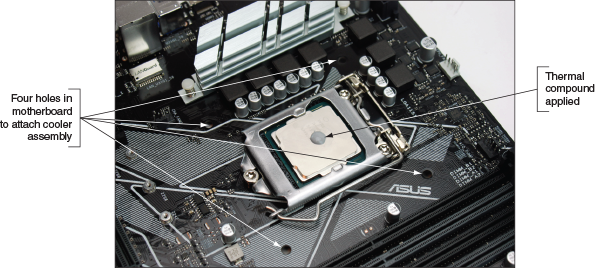 Four holes in
motherboard
to attach cooler
assembly
Thermal
compound
applied
ASUS